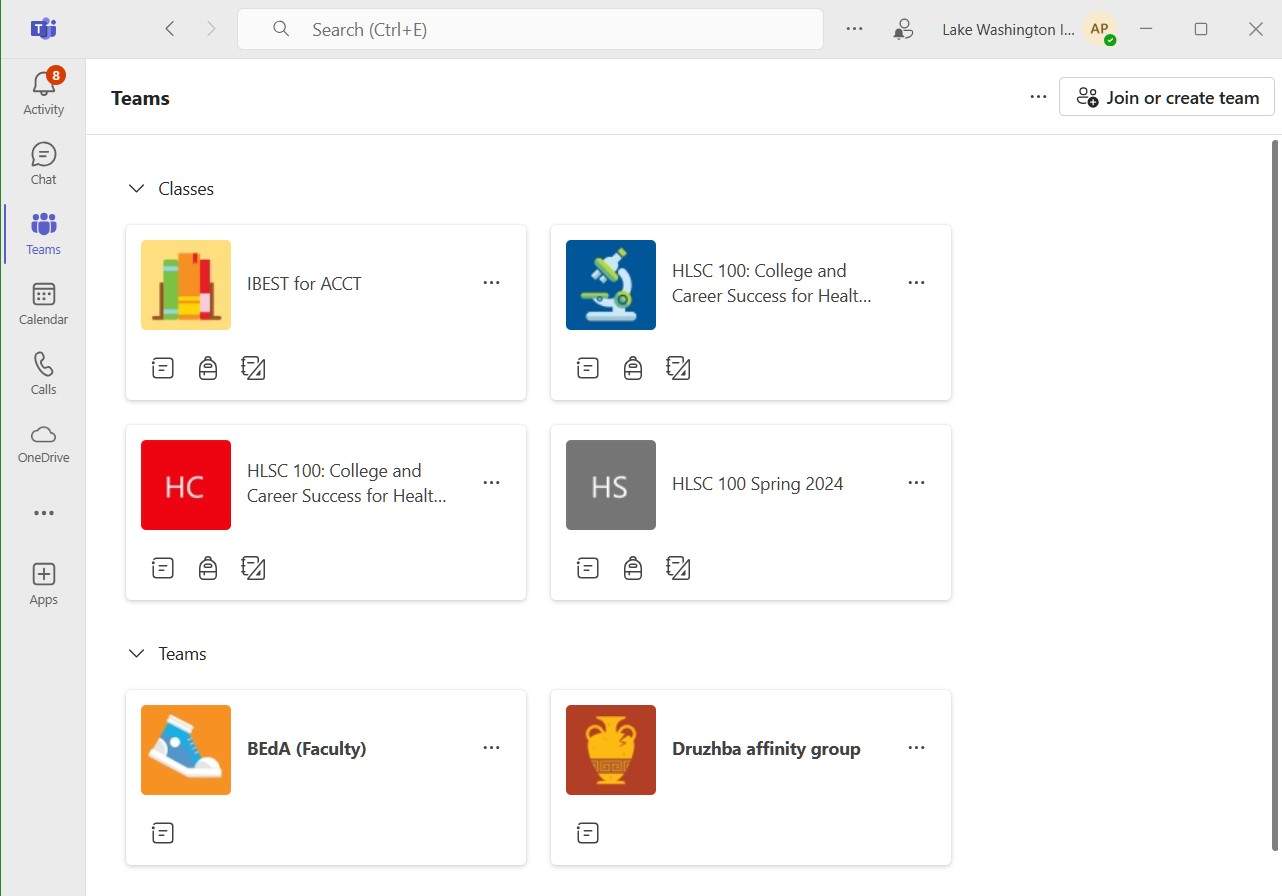 Search (Ctrl+E)
Lake Washington I...
AP
8
Activity
Chat
Teams
Calendar
Calls
OneDrive
Apps
Teams
Join or create team
Classes
IBEST for ACCT
HLSC 100: College and
Career Success for Healt...
HC
HLSC 100: College and
Career Success for Healt...
HS
HLSC 100 Spring 2024
Teams
BEdA (Faculty)
Druzhba affinity group